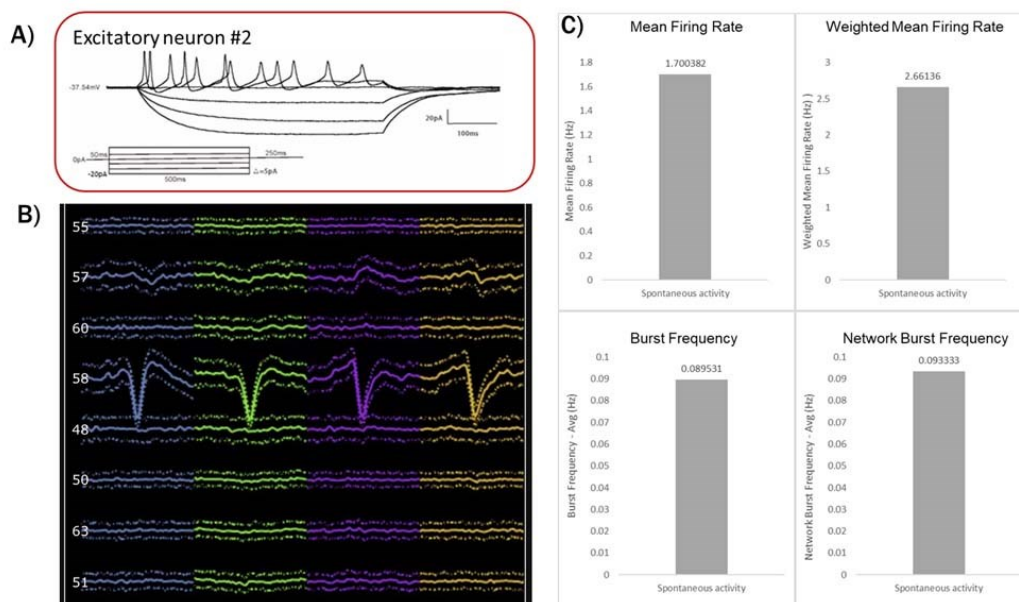 A)
Excitatory neuron #2
-37.54mV
20pA
100ms
50ms
250ms
0pA
-20pA
500ms
△=5pA
B)
55
57
60
58
48
50
63
51
C)
Mean Firing Rate
Mean Firing Rate (Hz)
1.8
1.6
1.4
1.2
1
0.8
0.6
0.4
0.2
0
1.700382
Spontaneous activity
Weighted Mean Firing Rate
Weighted Mean Firing Rate (Hz) )
3
2.5
2
1.5
1
0.5
0
2.66136
Spontaneous activity
Burst Frequency
Burst Frequency - Avg (Hz)
0.1
0.09
0.08
0.07
0.06
0.05
0.04
0.03
0.02
0.01
0
0.089531
Spontaneous activity
Network Burst Frequency
Network Burst Frequency - Avg (Hz)
0.1
0.09
0.08
0.07
0.06
0.05
0.04
0.03
0.02
0.01
0
0.093333
Spontaneous activity